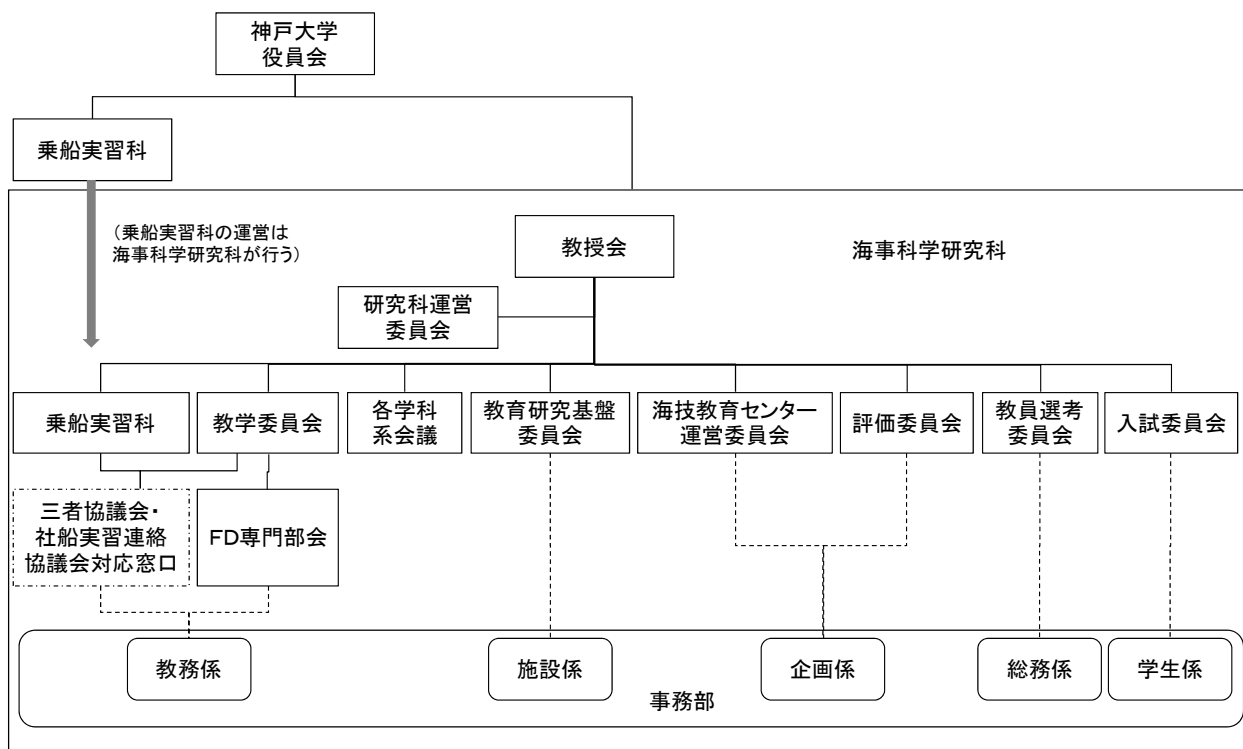 神戸大学
役員会
乗船実習科
（乗船実習科の運営は
海事科学研究科が行う）
教授会
海事科学研究科
研究科運営
委員会
乗船実習科
教学委員会
各学科
系会議
教育研究基盤
委員会
海技教育センター
運営委員会
評価委員会
教員選考
委員会
入試委員会
三者協議会・
社船実習連絡
協議会対応窓口
ＦＤ専門部会
教務係
施設係
企画係
総務係
学生係
事務部